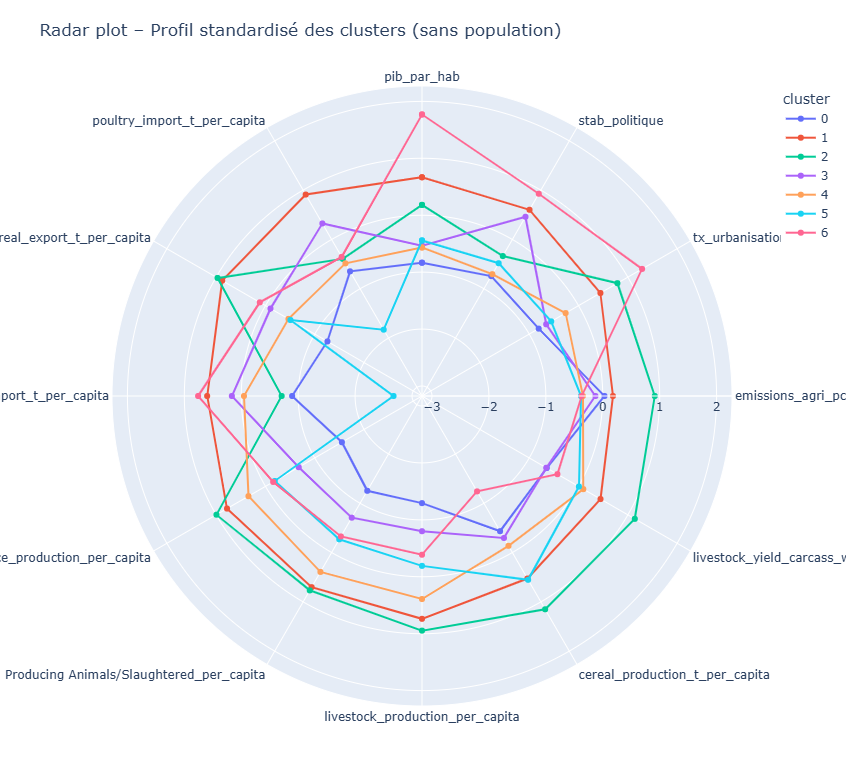 Radar plot – Profil standardisé des clusters (sans population)
pib_par_hab
cluster
poultry_import_t_per_capita
stab_politique
0
1
2
3
4
5
6
real_export_t_per_capita
tx_urbanisation
port_t_per_capita
−3
−2
−1
0
1
2
emissions_agri_pc
ce_production_per_capita
livestock_yield_carcass_w
Producing Animals/Slaughtered_per_capita
cereal_production_t_per_capita
livestock_production_per_capita